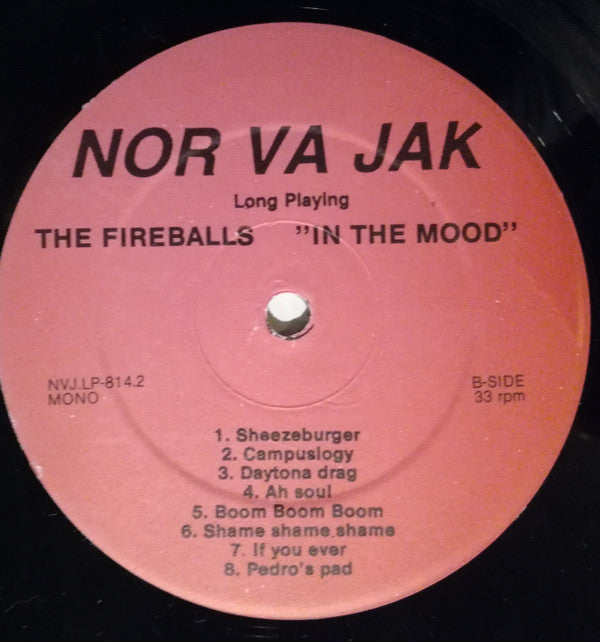 NOR VA JAK
Long Playing
THE FIREBALLS "IN THE MOOD"
NVJ.LP-814.2
MONO
B-SIDE
33 rpm
1. Sheezeburger
2. Campuslogy
3. Daytona drag
4. Ah soul
5. Boom Boom Boom
6. Shame shame shame
7. If you ever
8. Pedro's pad